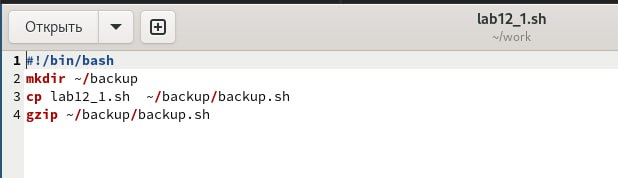 Открыть
lab12_1.sh
~/work
1 #!/bin/bash
2 mkdir ~/backup
3 cp lab12_1.sh  ~/backup/backup.sh
4 gzip ~/backup/backup.sh